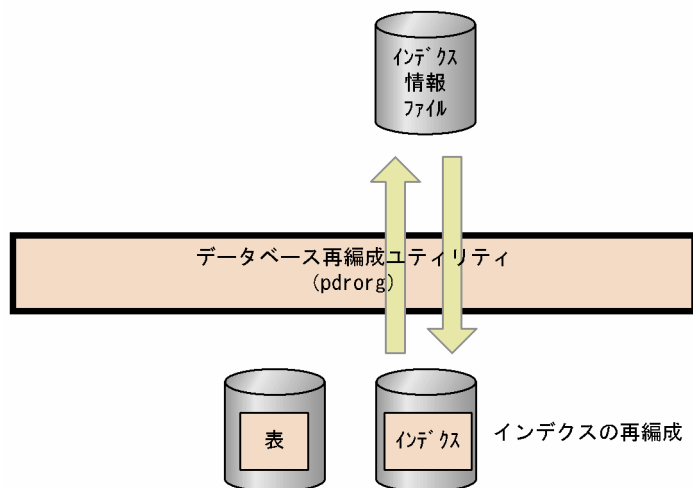 ｲﾝﾃﾞｸｽ
情報
ﾌｧｲﾙ
データベース再編成ユティリティ
(pdrorg)
表
ｲﾝﾃﾞｸｽ
インデクスの再編成